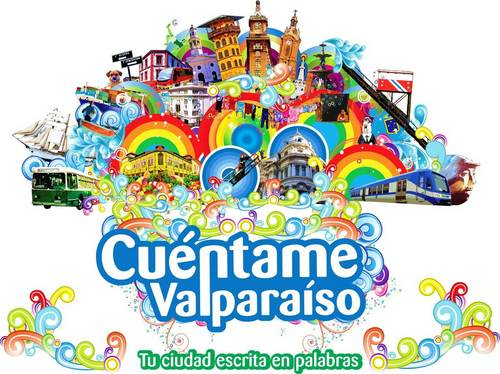 Cuéntame
Valparaíso
Tu ciudad escrita en palabras